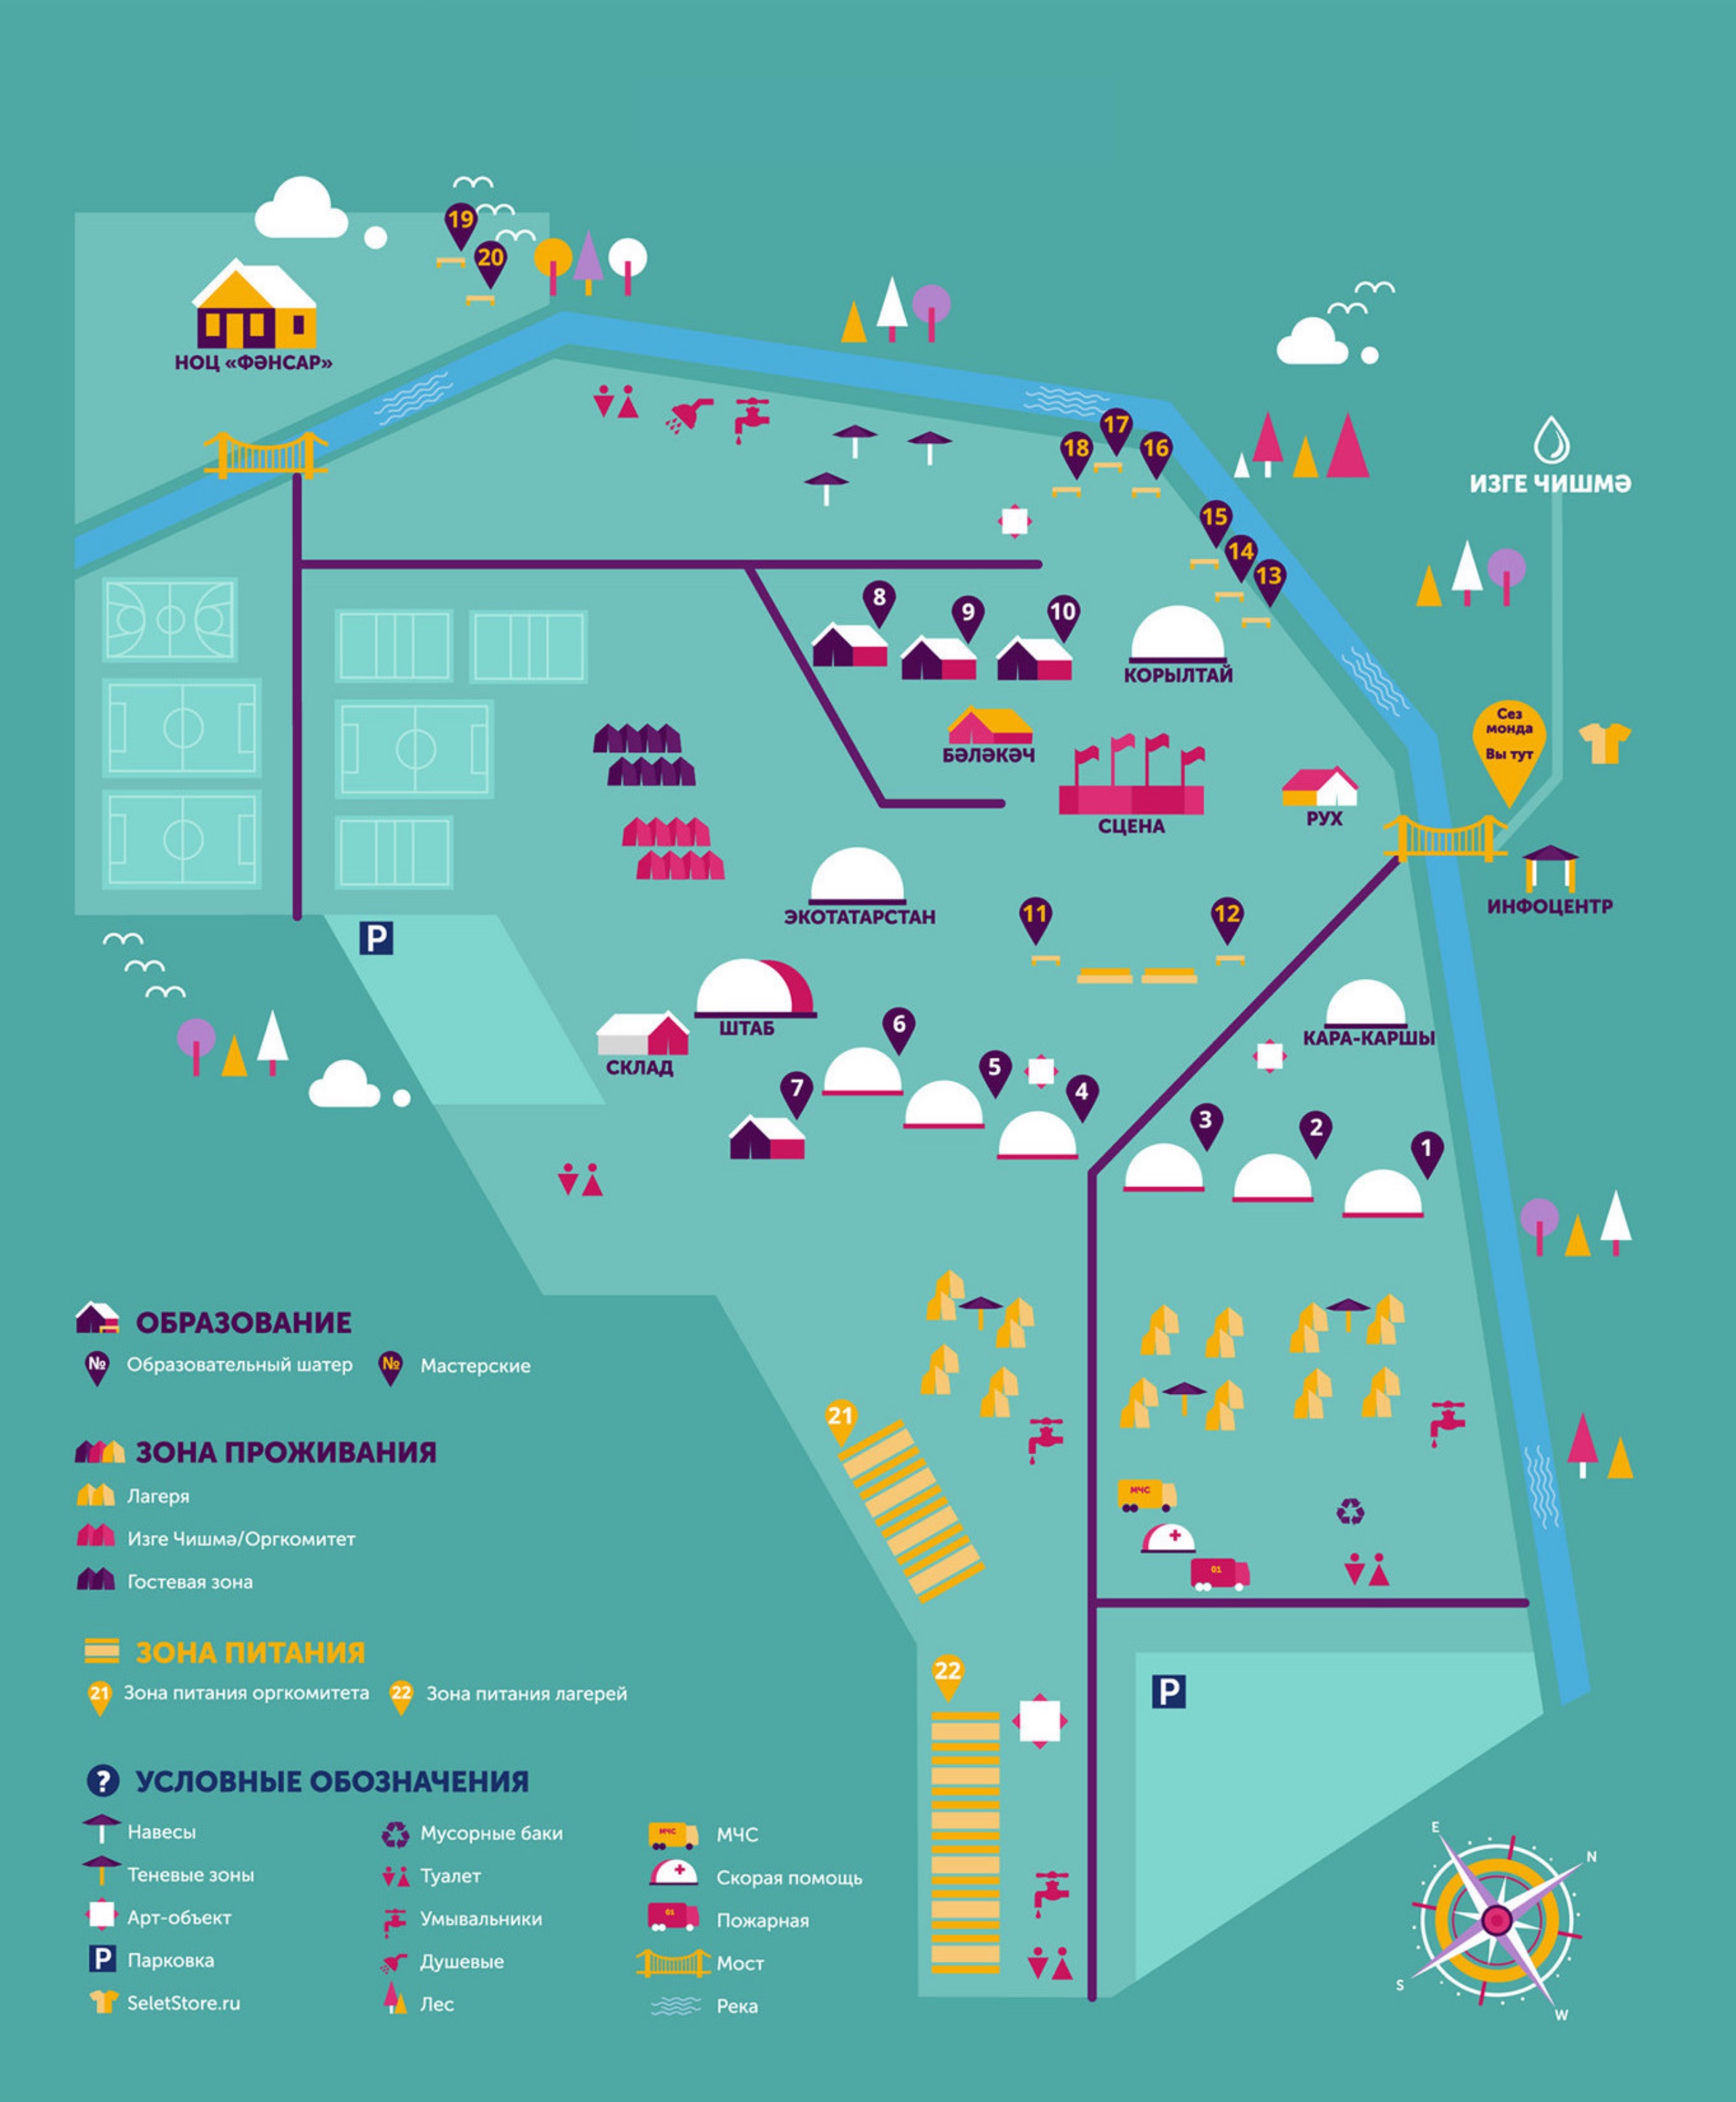 19
20
НОЦ «ФӘНСАР»
17
18
16
ИЗГЕ ЧИШМӘ
15
14
13
8
9
10
КОРЫЛТАЙ
Сез
монда
Вы тут
БӘЛӘКӘЧ
СЦЕНА
РУХ
ЭКОТАТАРСТАН
11
12
ИНФОЦЕНТР
P
ШТАБ
СКЛАД
6
КАРА-КАРШЫ
5
7
4
3
2
1
21
МЧС
01
22
P
ОБРАЗОВАНИЕ
№ Образовательный шатер
№ Мастерские
ЗОНА ПРОЖИВАНИЯ
Лагеря
Изге Чишмә/Оргкомитет
Гостевая зона
ЗОНА ПИТАНИЯ
21 Зона питания оргкомитета
22 Зона питания лагерей
? УСЛОВНЫЕ ОБОЗНАЧЕНИЯ
Навесы
Теневые зоны
Арт-объект
P Парковка
SeletStore.ru
Мусорные баки
Туалет
Умывальники
Душевые
Лес
МЧС МЧС
Скорая помощь
01 Пожарная
Мост
Река
E
N
S
W